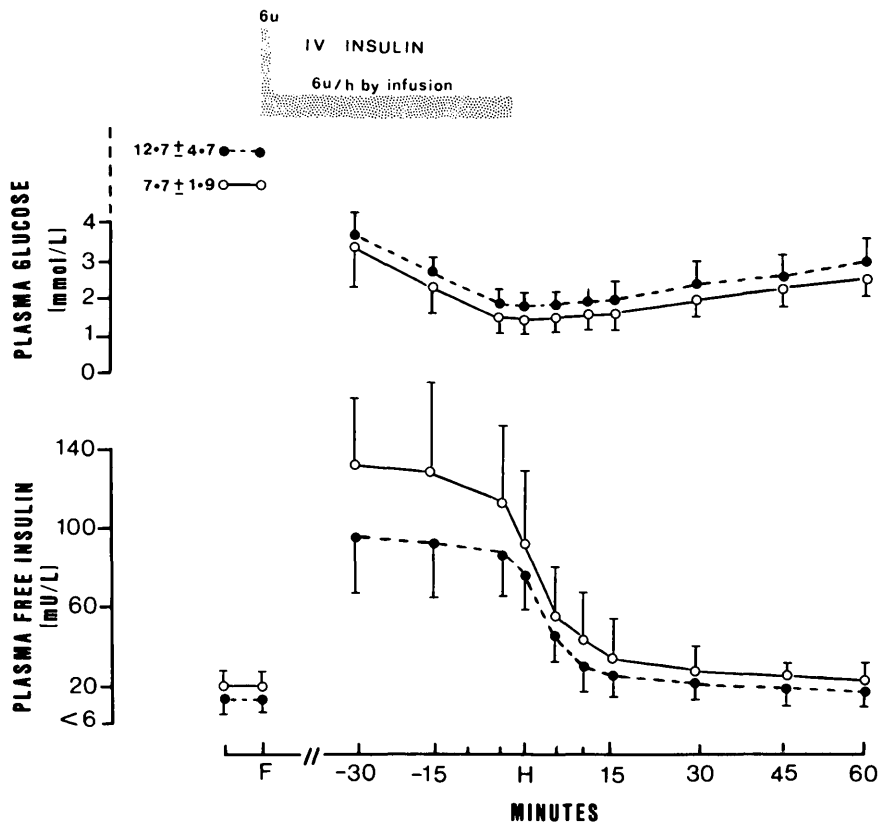 6u
IV INSULIN
6u/h by infusion
12·7 ± 4·7
7·7 ± 1·9
PLASMA GLUCOSE
[mmol/L]
4
3
2
1
0
PLASMA FREE INSULIN
[mU/L]
140
100
60
20
<6
F
//
-30
-15
H
15
30
45
60
MINUTES